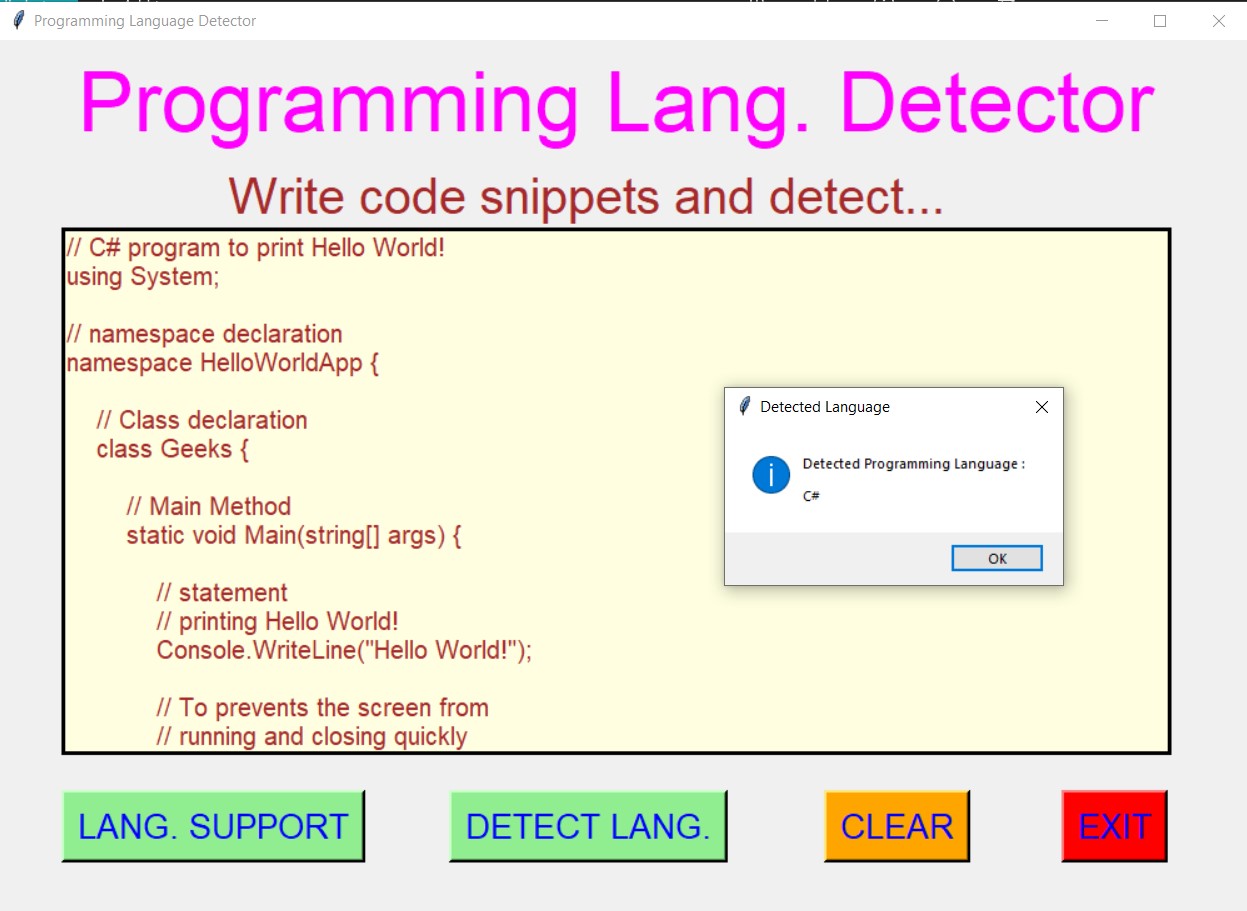 Programming Language Detector
Programming Lang. Detector
Write code snippets and detect...
// C# program to print Hello World!
using System;
// namespace declaration
namespace HelloWorldApp {
// Class declaration
class Geeks {
// Main Method
static void Main(string[] args) {
// statement
// printing Hello World!
Console.WriteLine("Hello World!");
// To prevents the screen from
// running and closing quickly
Detected Language
Detected Programming Language :
C#
OK
LANG. SUPPORT
DETECT LANG.
CLEAR
EXIT